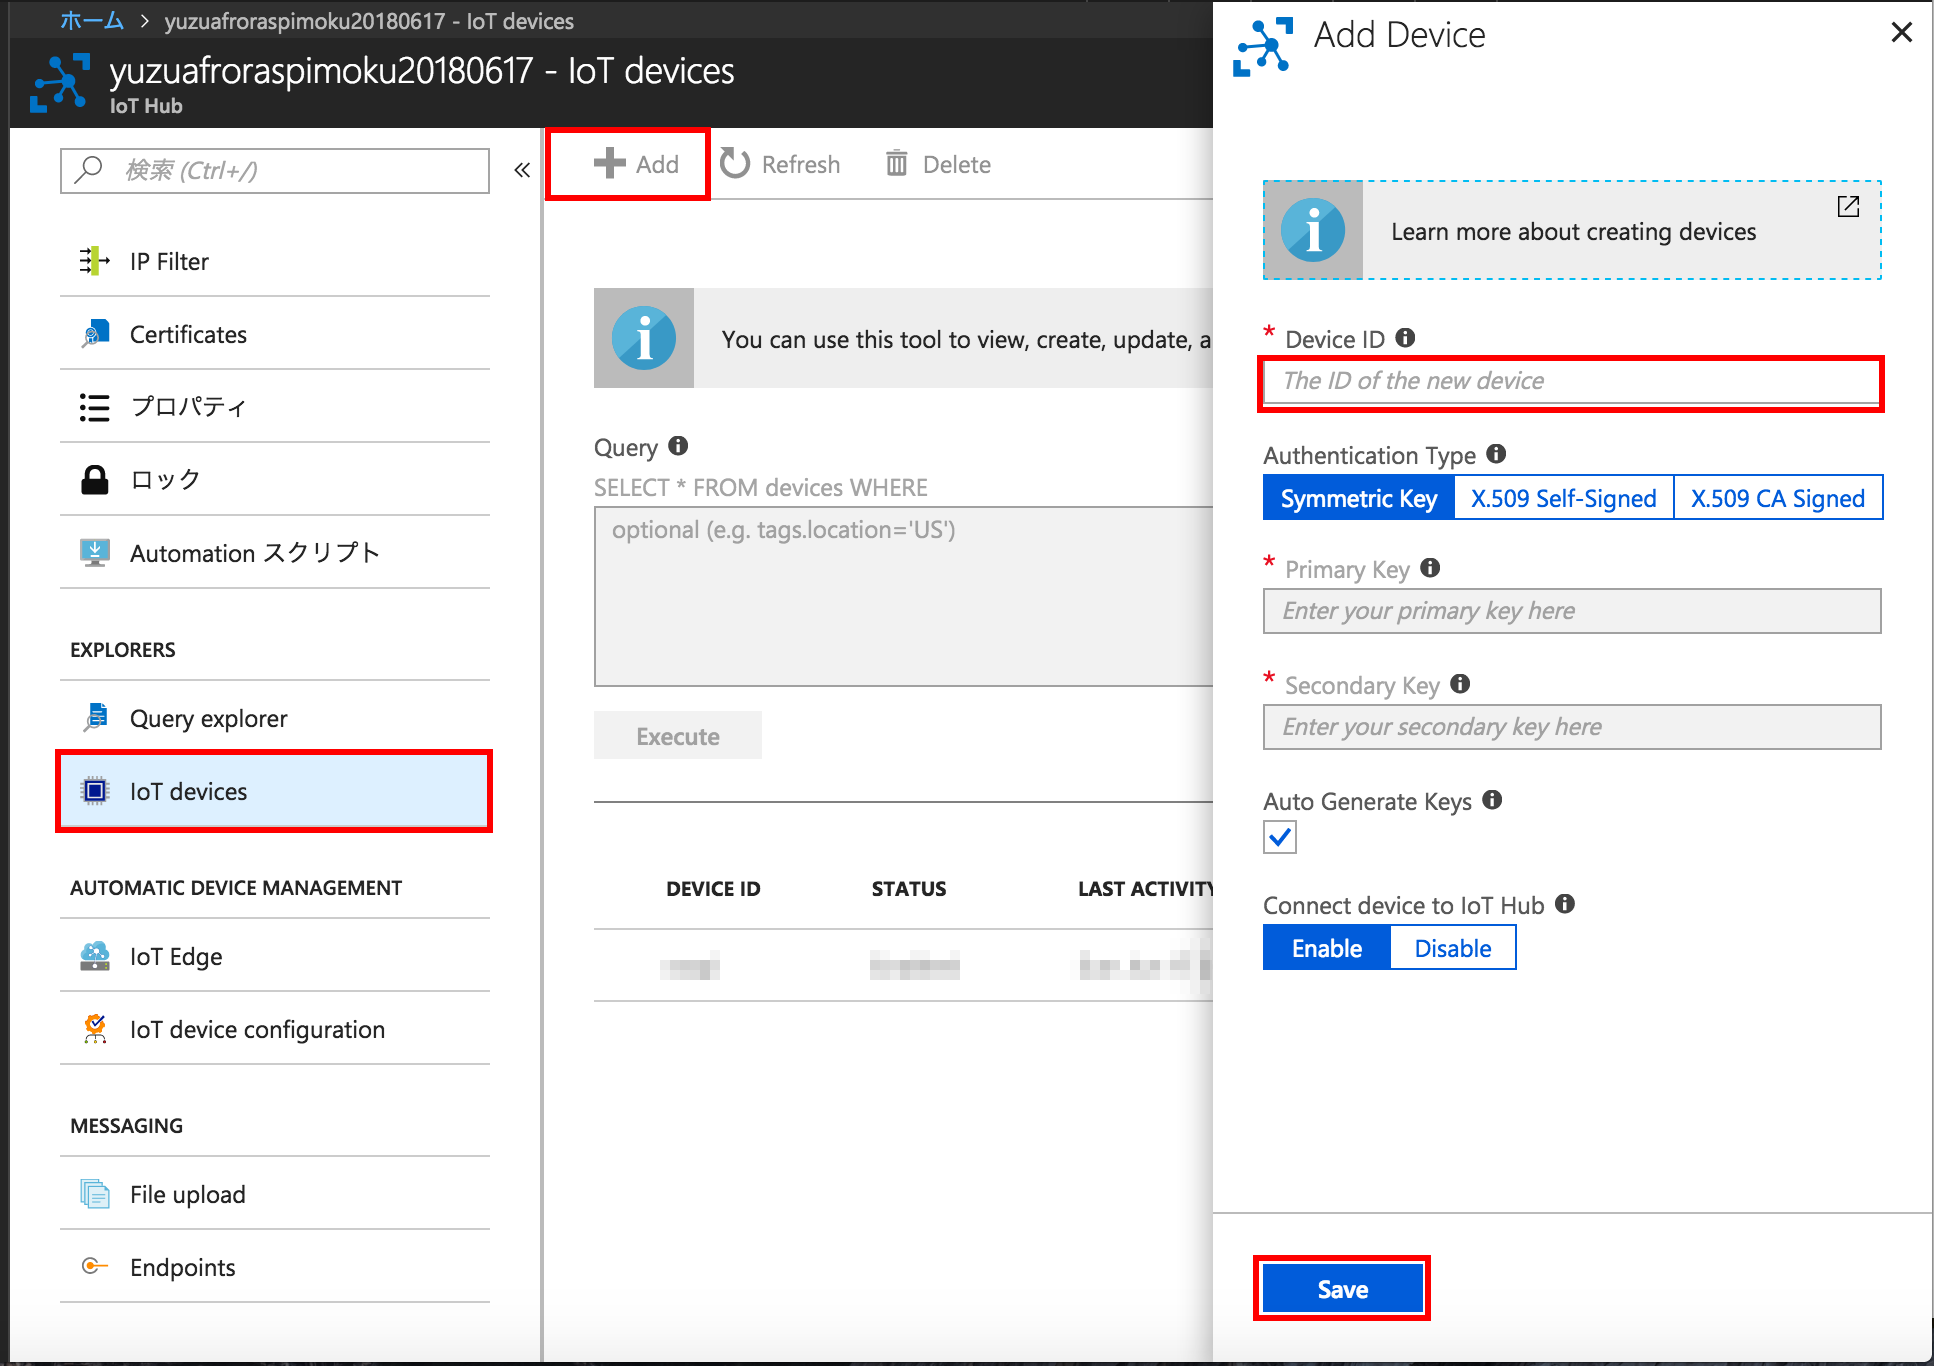 ホーム > yuzuafroraspimoku20180617 - IoT devices
yuzuafroraspimoku20180617 - IoT devices
IoT Hub
検索 (Ctrl+/)
«
IP Filter
Certificates
プロパティ
ロック
Automation スクリプト
EXPLORERS
Query explorer
IoT devices
AUTOMATIC DEVICE MANAGEMENT
IoT Edge
IoT device configuration
MESSAGING
File upload
Endpoints
Add
Refresh
Delete
You can use this tool to view, create, update, a
Query
SELECT * FROM devices WHERE
optional (e.g. tags.location='US')
Execute
DEVICE ID STATUS LAST ACTIVITY
Add Device
Learn more about creating devices
* Device ID
The ID of the new device
Authentication Type
Symmetric Key X.509 Self-Signed X.509 CA Signed
* Primary Key
Enter your primary key here
* Secondary Key
Enter your secondary key here
Auto Generate Keys
Connect device to IoT Hub
Enable Disable
Save